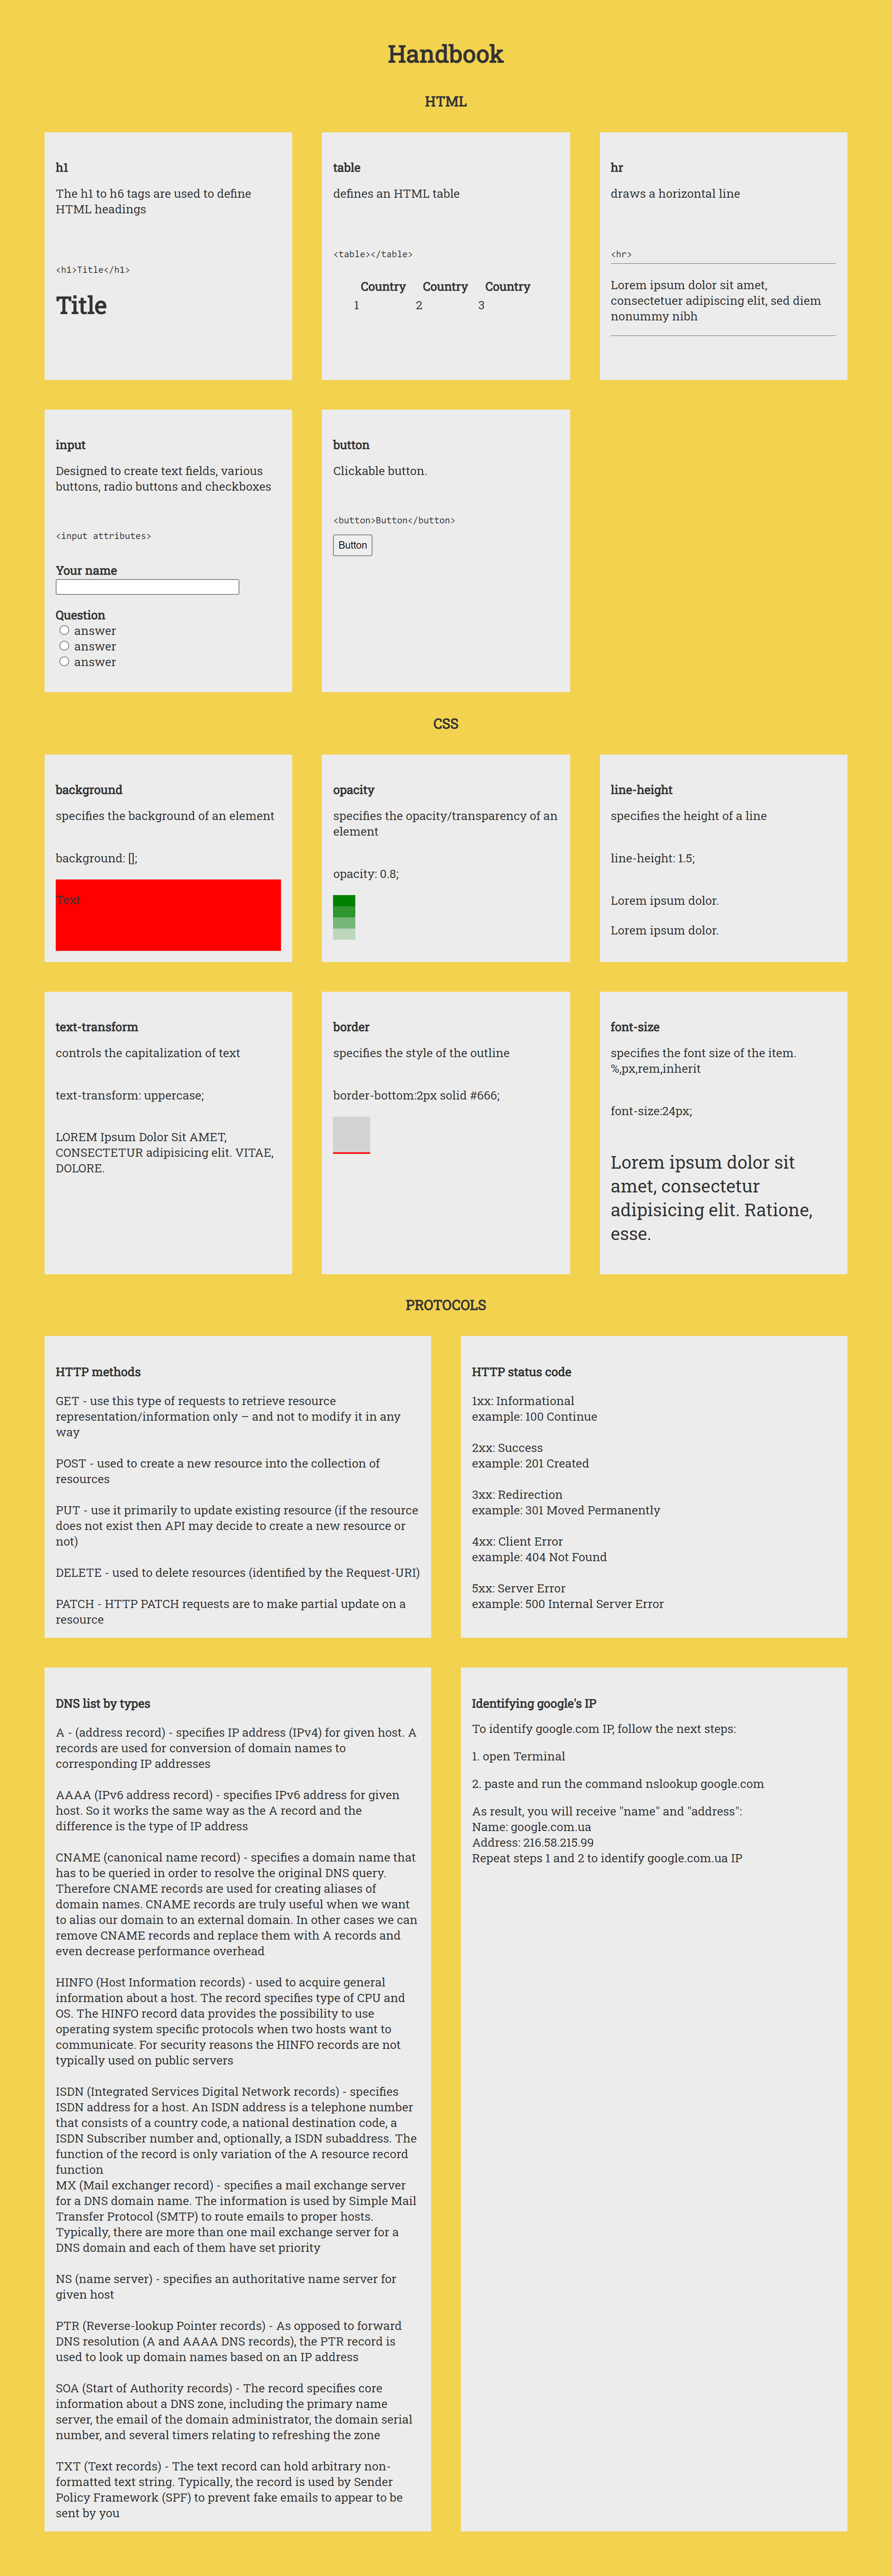 Handbook
HTML
h1
The h1 to h6 tags are used to define
HTML headings
<h1>Title</h1>
Title
table
defines an HTML table
<table></table>
Country Country Country
1 2 3
hr
draws a horizontal line
<hr>
Lorem ipsum dolor sit amet,
consectetuer adipiscing elit, sed diem
nonummy nibh
input
Designed to create text fields, various
buttons, radio buttons and checkboxes
<input attributes>
Your name
Question
answer
answer
answer
button
Clickable button.
<button>Button</button>
Button
CSS
background
specifies the background of an element
background: [];
Text
opacity
specifies the opacity/transparency of an
element
opacity: 0.8;
line-height
specifies the height of a line
line-height: 1.5;
Lorem ipsum dolor.
Lorem ipsum dolor.
text-transform
controls the capitalization of text
text-transform: uppercase;
LOREM Ipsum Dolor Sit AMET,
CONSECTETUR adipisicing elit. VITAE,
DOLORE.
border
specifies the style of the outline
border-bottom:2px solid #666;
font-size
specifies the font size of the item.
%,px,rem,inherit
font-size:24px;
Lorem ipsum dolor sit
amet, consectetur
adipisicing elit. Ratione,
esse.
PROTOCOLS
HTTP methods
GET - use this type of requests to retrieve resource
representation/information only – and not to modify it in any
way
POST - used to create a new resource into the collection of
resources
PUT - use it primarily to update existing resource (if the resource
does not exist then API may decide to create a new resource or
not)
DELETE - used to delete resources (identified by the Request-URI)
PATCH - HTTP PATCH requests are to make partial update on a
resource
HTTP status code
1xx: Informational
example: 100 Continue
2xx: Success
example: 201 Created
3xx: Redirection
example: 301 Moved Permanently
4xx: Client Error
example: 404 Not Found
5xx: Server Error
example: 500 Internal Server Error
DNS list by types
A - (address record) - specifies IP address (IPv4) for given host. A
records are used for conversion of domain names to
corresponding IP addresses
AAAA (IPv6 address record) - specifies IPv6 address for given
host. So it works the same way as the A record and the
difference is the type of IP address
CNAME (canonical name record) - specifies a domain name that
has to be queried in order to resolve the original DNS query.
Therefore CNAME records are used for creating aliases of
domain names. CNAME records are truly useful when we want
to alias our domain to an external domain. In other cases we can
remove CNAME records and replace them with A records and
even decrease performance overhead
HINFO (Host Information records) - used to acquire general
information about a host. The record specifies type of CPU and
OS. The HINFO record data provides the possibility to use
operating system specific protocols when two hosts want to
communicate. For security reasons the HINFO records are not
typically used on public servers
ISDN (Integrated Services Digital Network records) - specifies
ISDN address for a host. An ISDN address is a telephone number
that consists of a country code, a national destination code, a
ISDN Subscriber number and, optionally, a ISDN subaddress. The
function of the record is only variation of the A resource record
function
MX (Mail exchanger record) - specifies a mail exchange server
for a DNS domain name. The information is used by Simple Mail
Transfer Protocol (SMTP) to route emails to proper hosts.
Typically, there are more than one mail exchange server for a
DNS domain and each of them have set priority
NS (name server) - specifies an authoritative name server for
given host
PTR (Reverse-lookup Pointer records) - As opposed to forward
DNS resolution (A and AAAA DNS records), the PTR record is
used to look up domain names based on an IP address
SOA (Start of Authority records) - The record specifies core
information about a DNS zone, including the primary name
server, the email of the domain administrator, the domain serial
number, and several timers relating to refreshing the zone
TXT (Text records) - The text record can hold arbitrary non-
formatted text string. Typically, the record is used by Sender
Policy Framework (SPF) to prevent fake emails to appear to be
sent by you
Identifying google's IP
To identify google.com IP, follow the next steps:
1. open Terminal
2. paste and run the command nslookup google.com
As result, you will receive "name" and "address":
Name: google.com.ua
Address: 216.58.215.99
Repeat steps 1 and 2 to identify google.com.ua IP